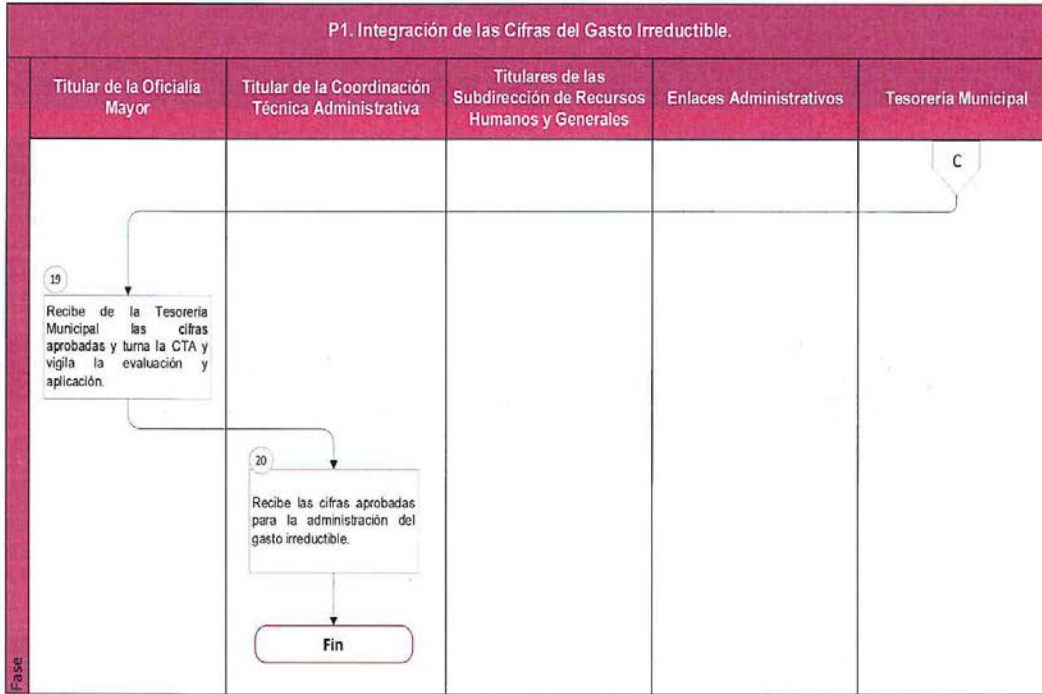 P1. Integración de las Cifras del Gasto Irreductible.
Titular de la Oficialía
Mayor
Titular de la Coordinación
Técnica Administrativa
Titulares de las
Subdirección de Recursos
Humanos y Generales
Enlaces Administrativos
Tesorería Municipal
C
19
Recibe de la Tesorería
Municipal las cifras
aprobadas y turna la CTA y
vigila la evaluación y
aplicación.
20
Recibe las cifras aprobadas
para la administración del
gasto irreductible.
Fin
Fase